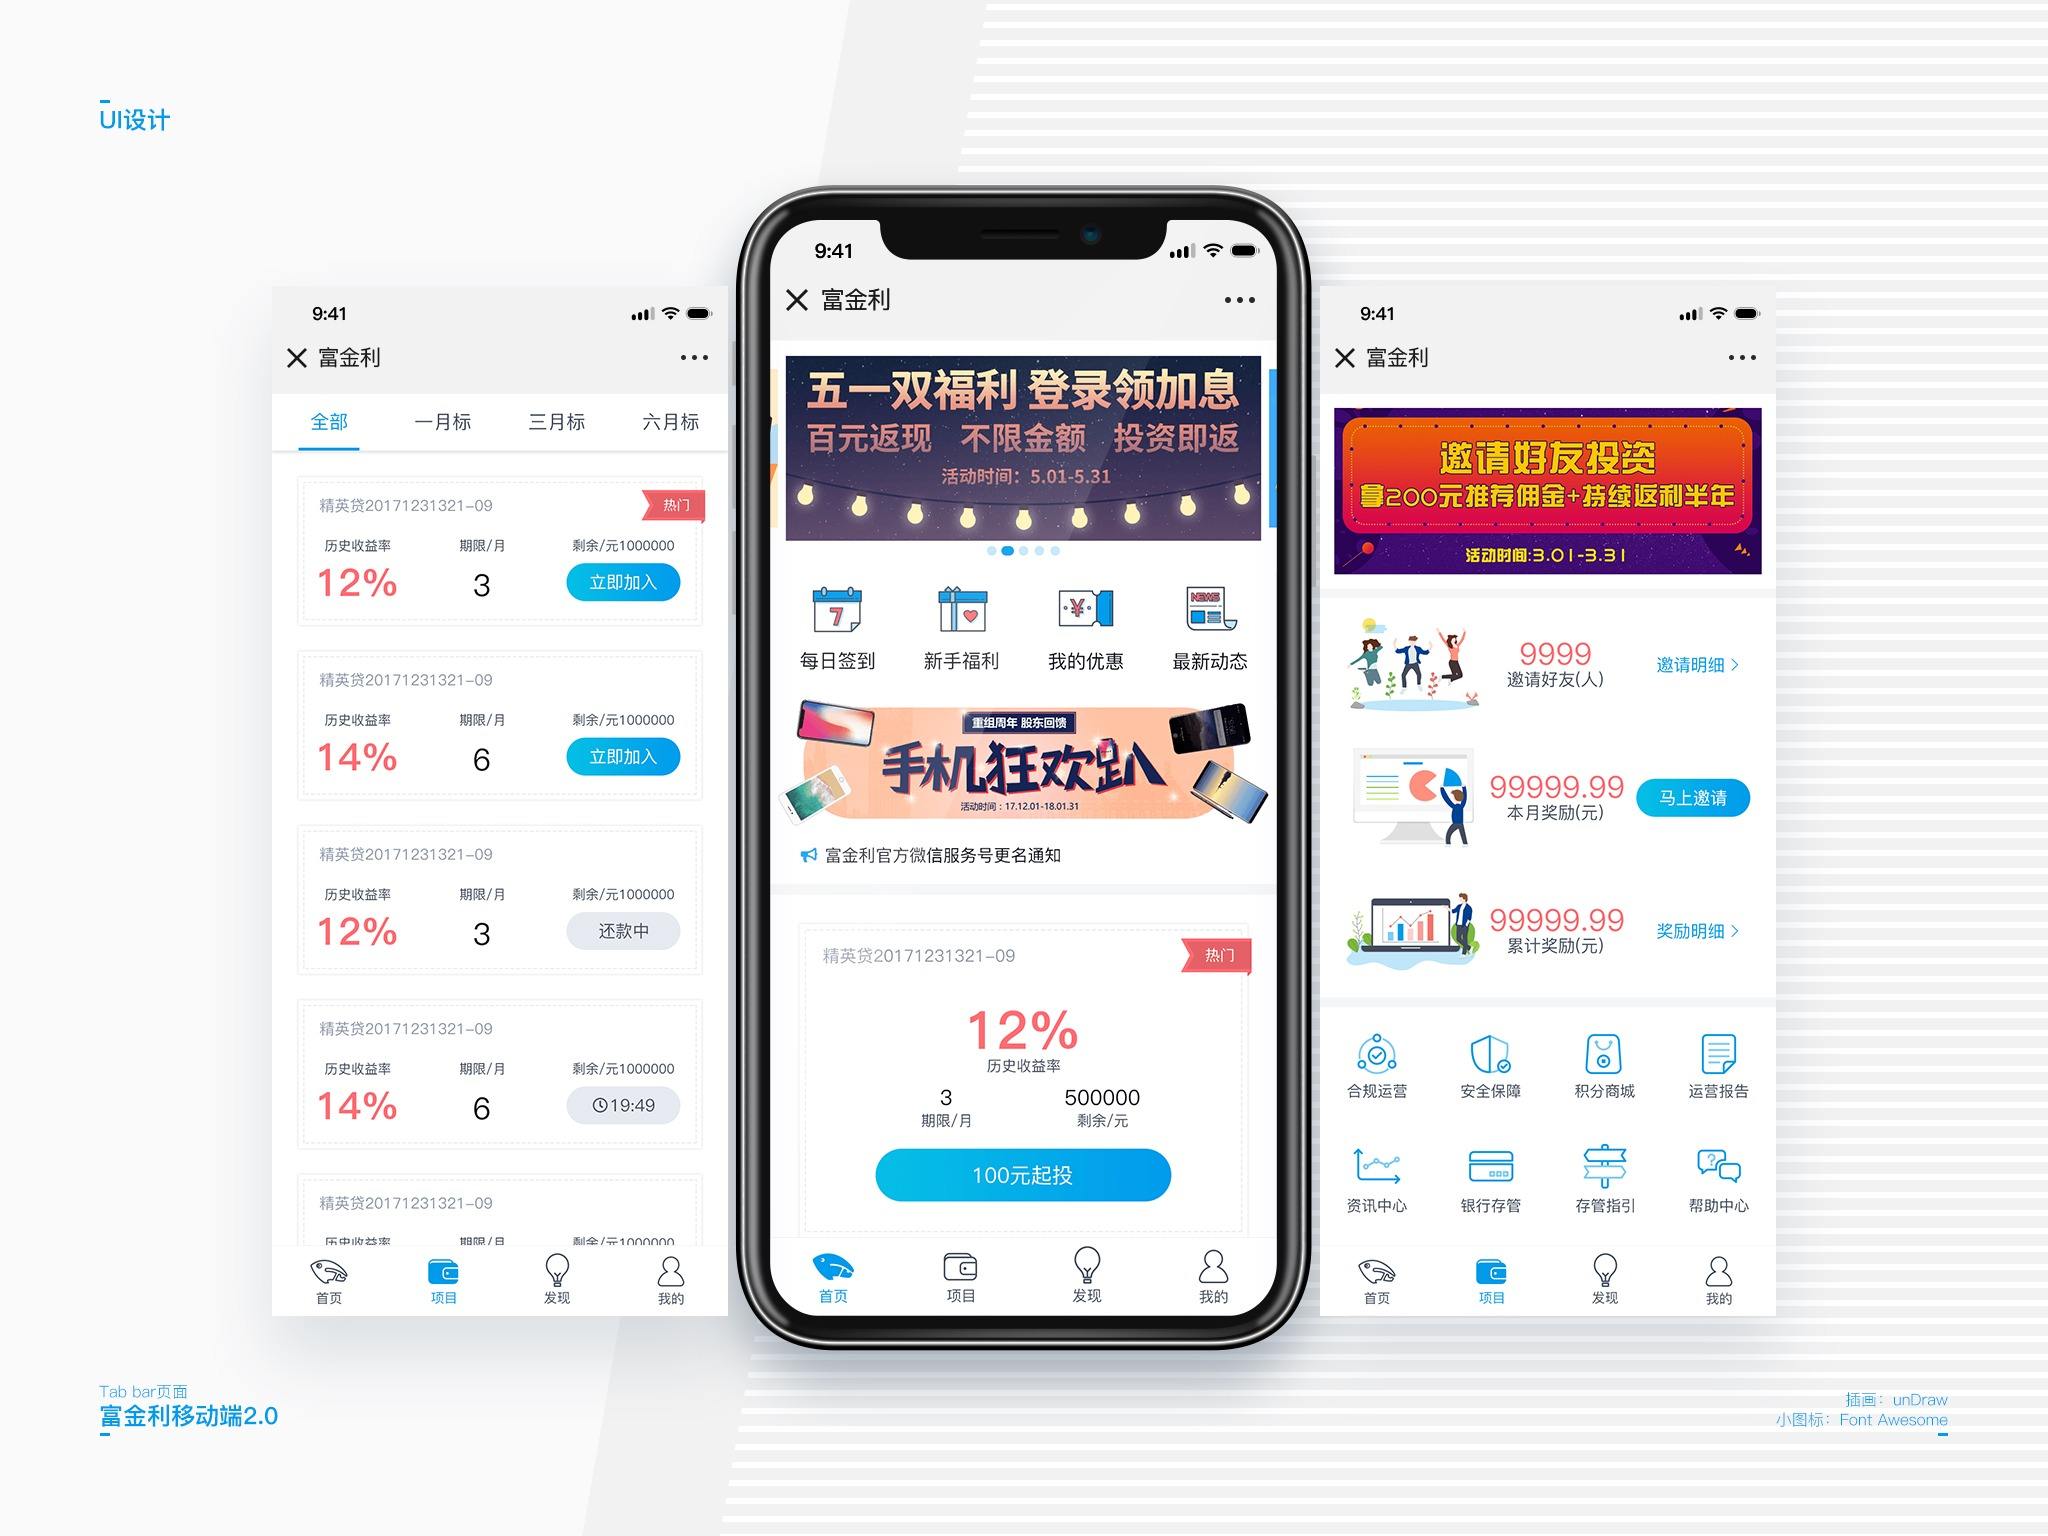 UI设计
9:41
富金利
全部 一月标 三月标 六月标
精英贷20171231321-09 热门
历史收益率 期限/月 剩余/元1000000
12% 3 立即加入
精英贷20171231321-09
历史收益率 期限/月 剩余/元1000000
14% 6 立即加入
精英贷20171231321-09
历史收益率 期限/月 剩余/元1000000
12% 3 还款中
精英贷20171231321-09
历史收益率 期限/月 剩余/元1000000
14% 6 19:49
精英贷20171231321-09
历史收益率 期限/月 剩余/元1000000
首页 项目 发现 我的
9:41
富金利
五一双福利 登录领加息
百元返现 不限金额 投资即返
活动时间：5.01-5.31
7 ¥ NEWS
每日签到 新手福利 我的优惠 最新动态
重组周年 股东回馈
手机狂欢趴
活动时间：17.12.01-18.01.31
富金利官方微信服务号更名通知
精英贷20171231321-09 热门
12%
历史收益率
3 500000
期限/月 剩余/元
100元起投
首页 项目 发现 我的
9:41
富金利
邀请好友投资
拿200元推荐佣金+持续返利半年
活动时间:3.01-3.31
9999
邀请好友(人) 邀请明细
99999.99
本月奖励(元) 马上邀请
99999.99
累计奖励(元) 奖励明细
合规运营 安全保障 积分商城 运营报告
资讯中心 银行存管 存管指引 帮助中心
首页 项目 发现 我的
Tab bar页面
富金利移动端2.0
插画：unDraw
小图标：Font Awesome